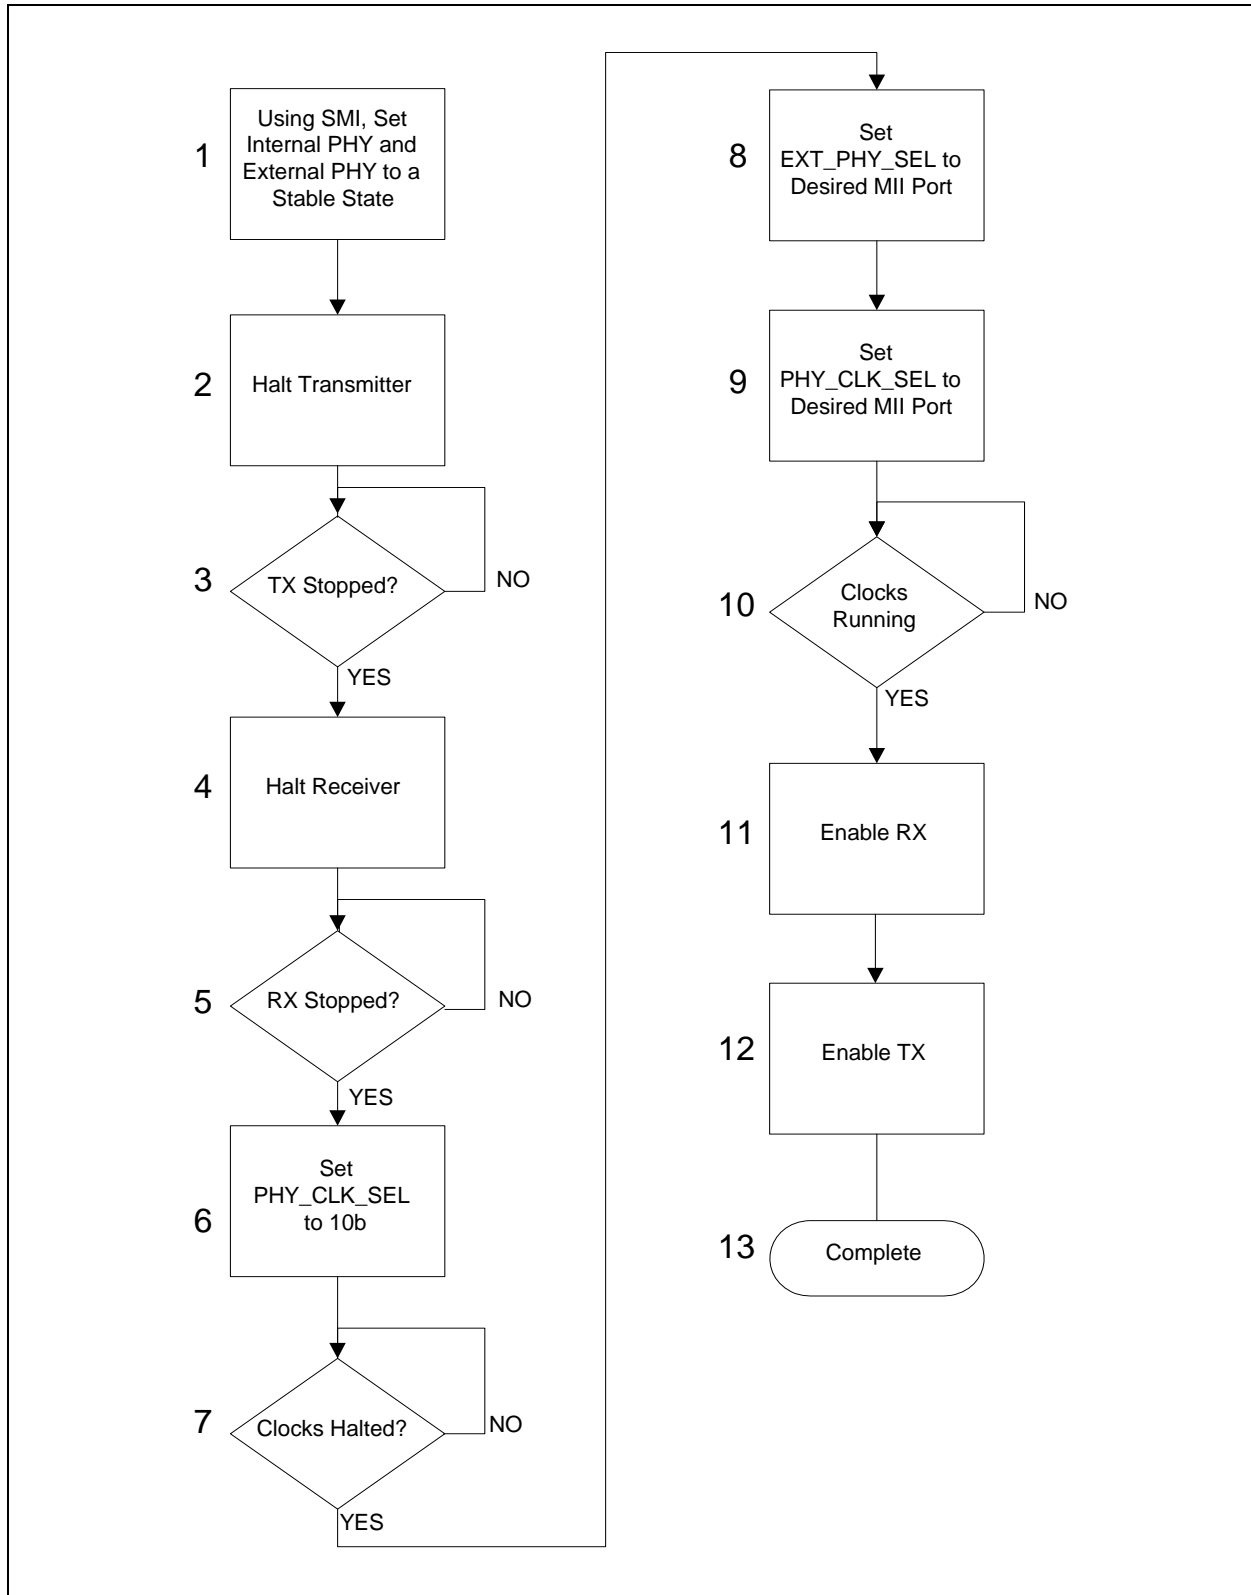 1
Using SMI, Set
Internal PHY and
External PHY to a
Stable State
2
Halt Transmitter
3
TX Stopped?
NO
YES
4
Halt Receiver
5
RX Stopped?
NO
YES
6
Set
PHY_CLK_SEL
to 10b
7
Clocks Halted?
NO
YES
8
Set
EXT_PHY_SEL to
Desired MII Port
9
Set
PHY_CLK_SEL to
Desired MII Port
10
Clocks
Running
NO
YES
11
Enable RX
12
Enable TX
13
Complete